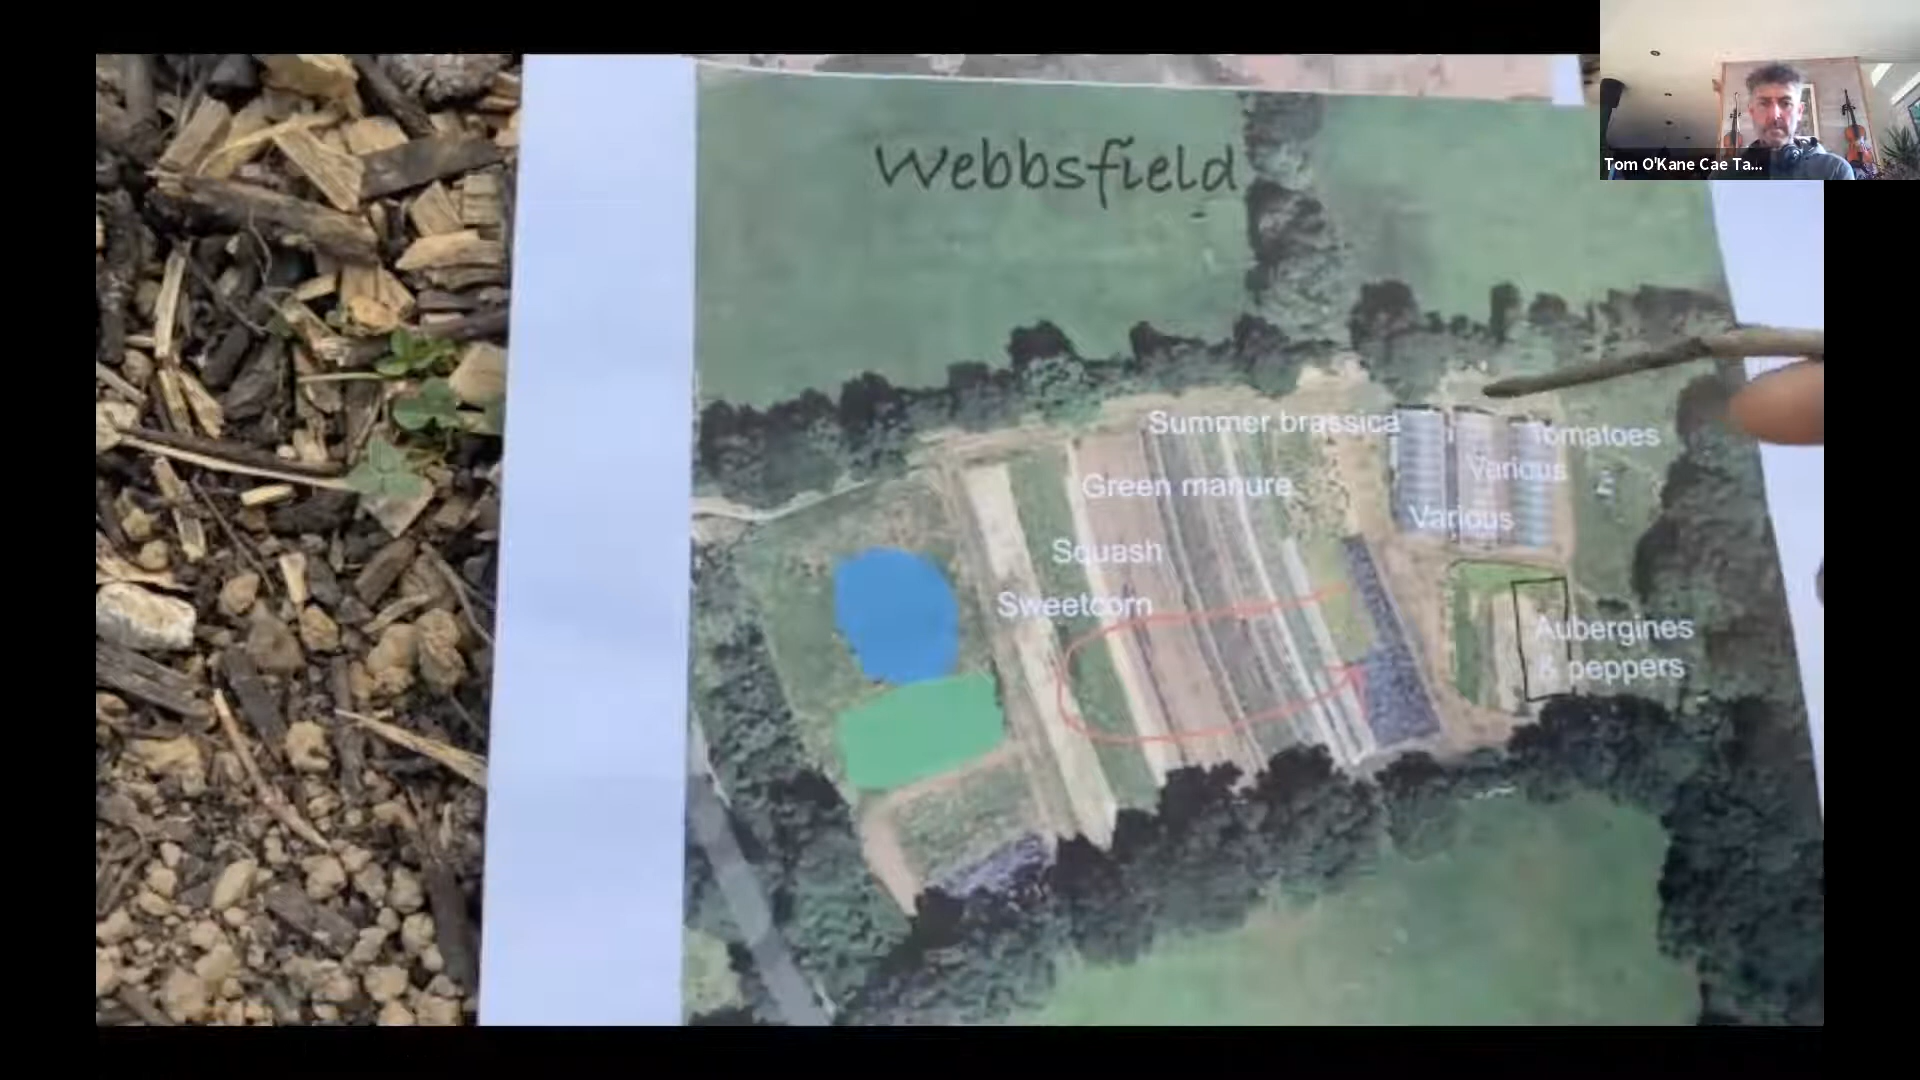 Webbsfield
Tom O'Kane Cae Ta...
Summer brassica
Tomatoes
Various
Green manure
Various
Squash
Sweetcorn
Aubergines
& peppers